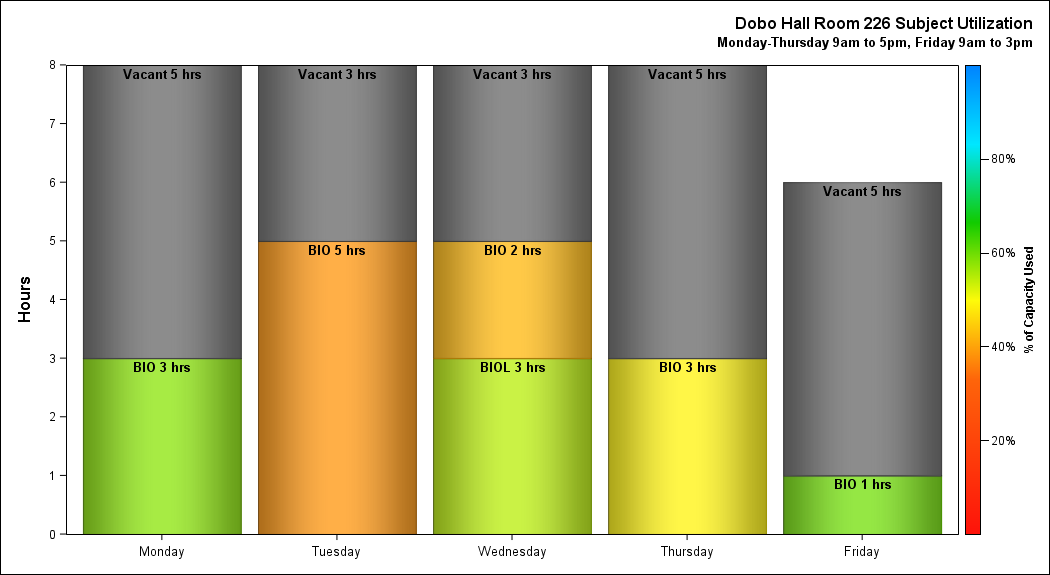 Dobo Hall Room 226 Subject Utilization
Monday-Thursday 9am to 5pm, Friday 9am to 3pm
Hours
8
7
6
5
4
3
2
1
0
Vacant 5 hrs
BIO 3 hrs
Vacant 3 hrs
BIO 5 hrs
Vacant 3 hrs
BIO 2 hrs
BIOL 3 hrs
Vacant 5 hrs
BIO 3 hrs
Vacant 5 hrs
BIO 1 hrs
Monday Tuesday Wednesday Thursday Friday
80%
60%
40%
20%
% of Capacity Used